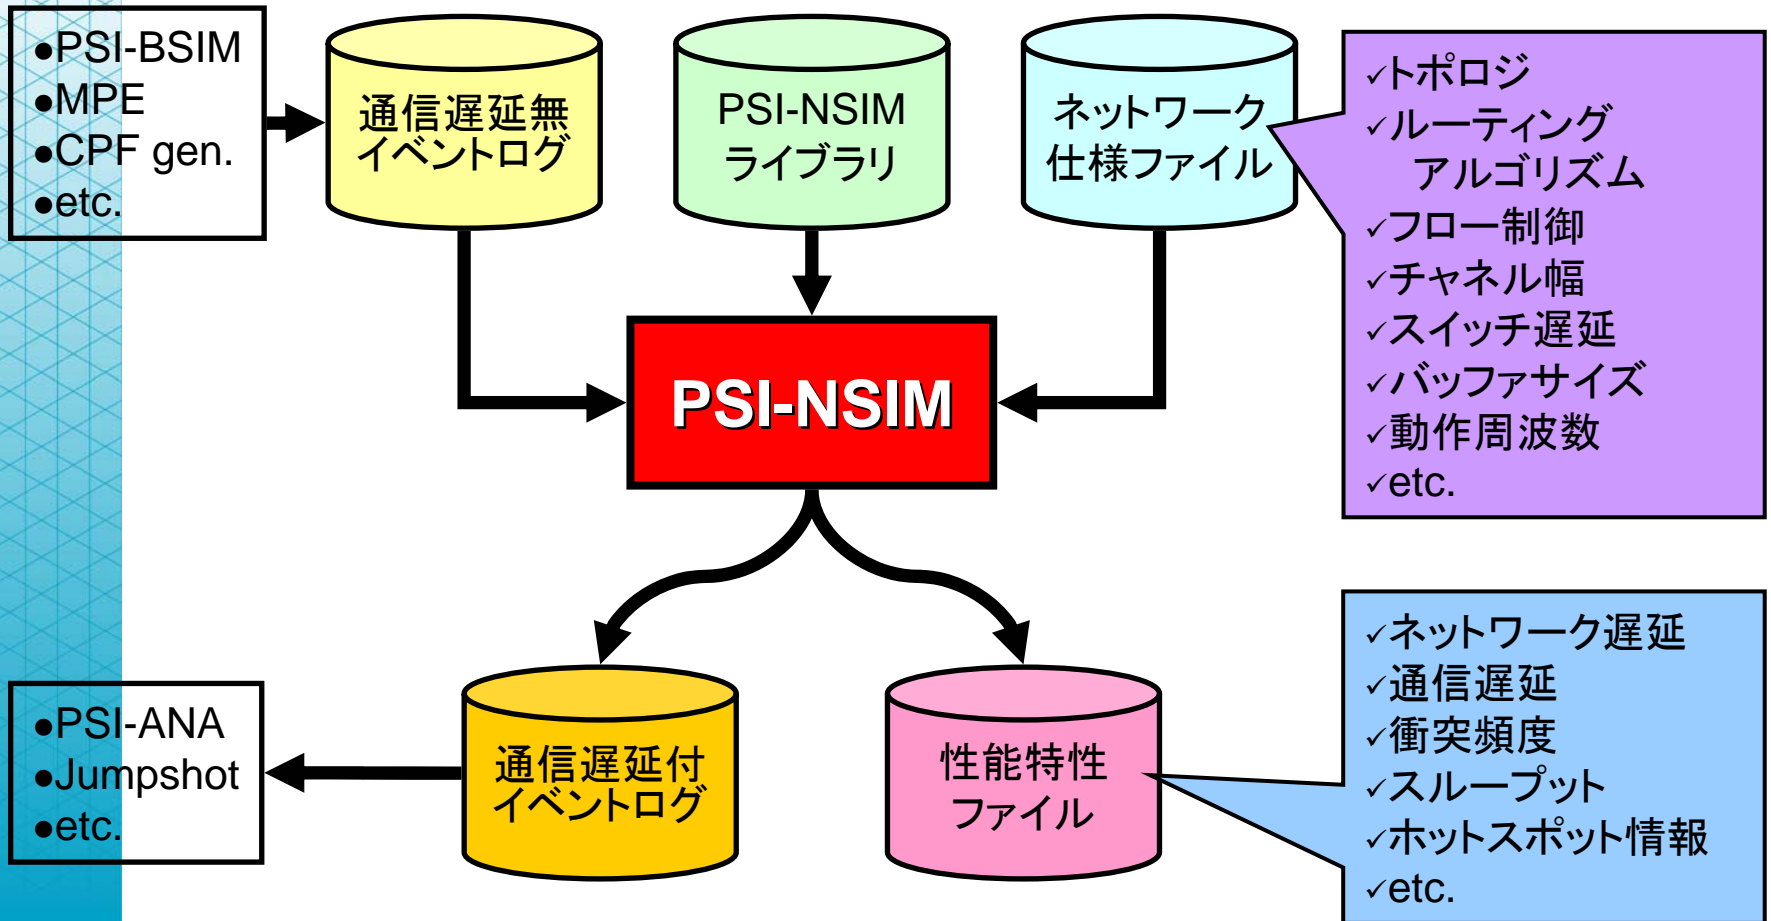 ●PSI-BSIM
●MPE
●CPF gen.
●etc.
通信遅延無
イベントログ
PSI-NSIM
ライブラリ
ネットワーク
仕様ファイル
✓トポロジ
✓ルーティング
アルゴリズム
✓フロー制御
✓チャネル幅
✓スイッチ遅延
✓バッファサイズ
✓動作周波数
✓etc.
PSI-NSIM
●PSI-ANA
●Jumpshot
●etc.
通信遅延付
イベントログ
性能特性
ファイル
✓ネットワーク遅延
✓通信遅延
✓衝突頻度
✓スループット
✓ホットスポット情報
✓etc.